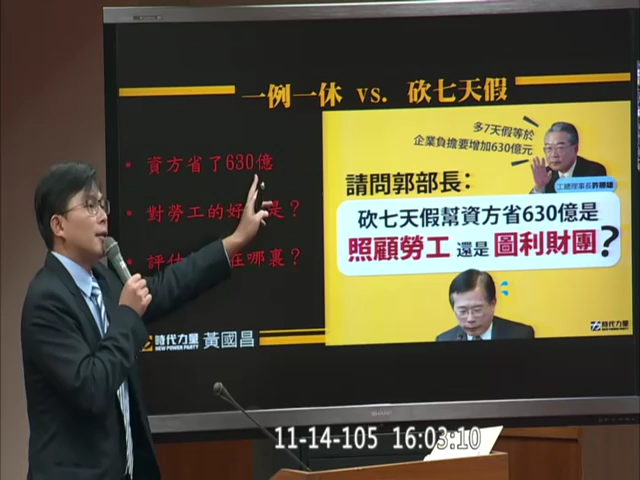 一例一休 vs. 砍七天假
• 資方省了630億
• 對勞工的好 是？
• 評估 在哪裏？
時代力量
NEW POWER PARTY
黃國昌
多7天假等於
企業負擔要增加630億元
工總理事長許勝雄
請問郭部長：
砍七天假幫資方省630億是
照顧勞工 還是 圖利財團？
時代力量
NEW POWER PARTY
SHARP
11-14-105 16:03:10